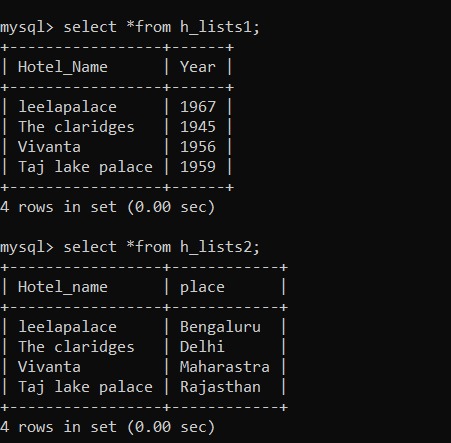 mysql> select *from h_lists1;
+----------------+------+
| Hotel_Name     | Year |
+----------------+------+
| leelapalace    | 1967 |
| The claridges  | 1945 |
| Vivanta        | 1956 |
| Taj lake palace | 1959 |
+----------------+------+
4 rows in set (0.00 sec)
mysql> select *from h_lists2;
+----------------+-----------+
| Hotel_name     | place     |
+----------------+-----------+
| leelapalace    | Bengaluru |
| The claridges  | Delhi     |
| Vivanta        | Maharastra |
| Taj lake palace | Rajasthan |
+----------------+-----------+
4 rows in set (0.00 sec)